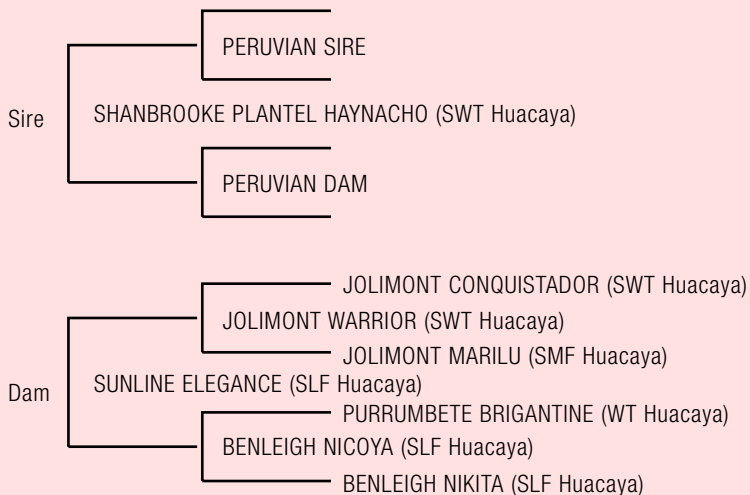 PERUVIAN SIRE
Sire
SHANBROOKE PLANTEL HAYNACHO (SWT Huacaya)
PERUVIAN DAM
JOLIMONT CONQUISTADOR (SWT Huacaya)
JOLIMONT WARRIOR (SWT Huacaya)
JOLIMONT MARILU (SMF Huacaya)
Dam
SUNLINE ELEGANCE (SLF Huacaya)
PURRUMBETE BRIGANTINE (WT Huacaya)
BENLEIGH NICOYA (SLF Huacaya)
BENLEIGH NIKITA (SLF Huacaya)